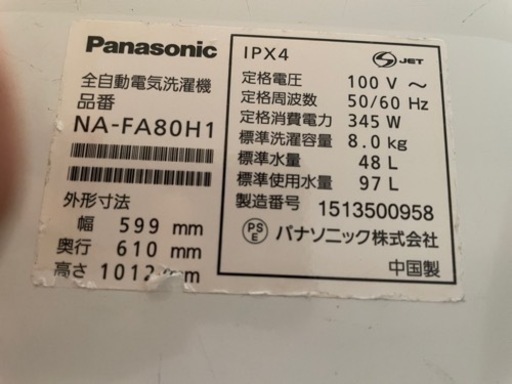 Panasonic
全自動電気洗濯機
品番
NA-FA80H1
外形寸法
幅 599 mm
奥行 610 mm
高さ 1012 mm
IPX4
S JET
定格電圧 100 V ~
定格周波数 50/60 Hz
定格消費電力 345 W
標準洗濯容量 8.0 kg
標準水量 48 L
標準使用水量 97 L
製造番号 1513500958
PS E パナソニック株式会社
中国製